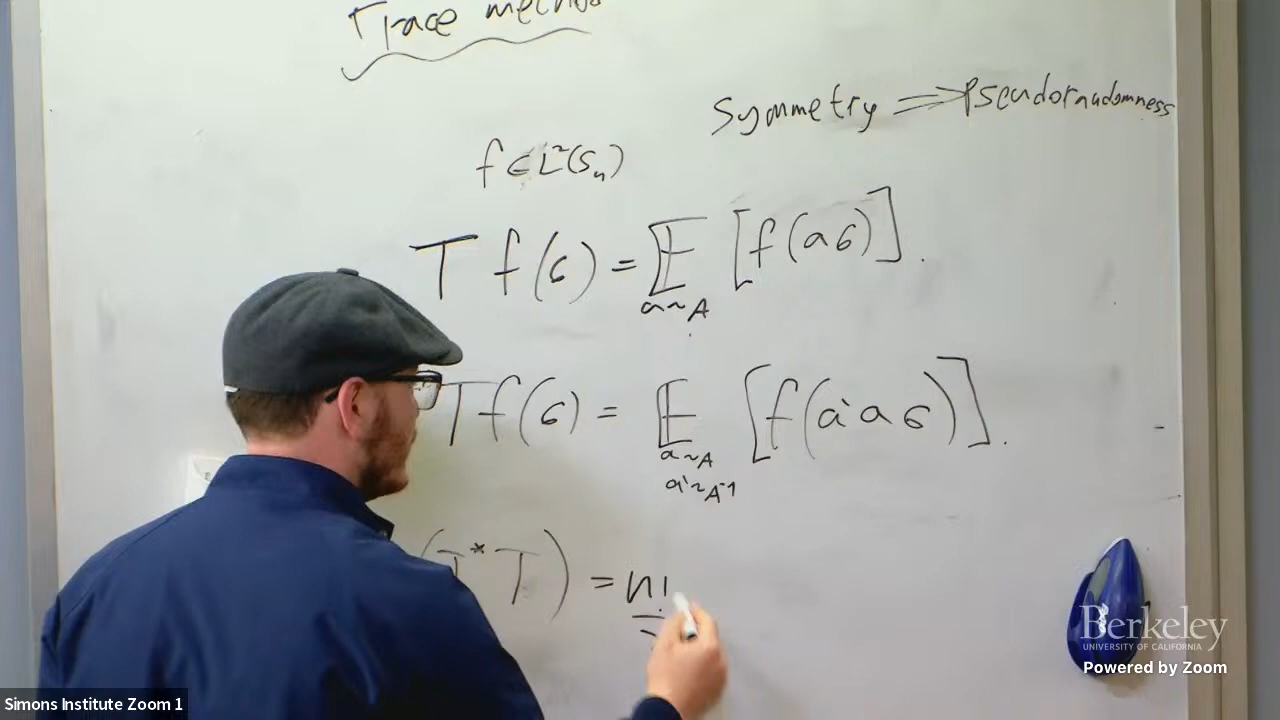 Trace method
Symmetry ⟹ Pseudorandomness
f ∈ L²(Sₙ)
T f(σ) = 𝔼 [f(aσ)].
a~A
Tf(σ) = 𝔼 [f(a'aσ)].
a~A
a'~A⁻¹
(T* T) = n!
Berkeley
UNIVERSITY OF CALIFORNIA
Powered by Zoom
Simons Institute Zoom 1